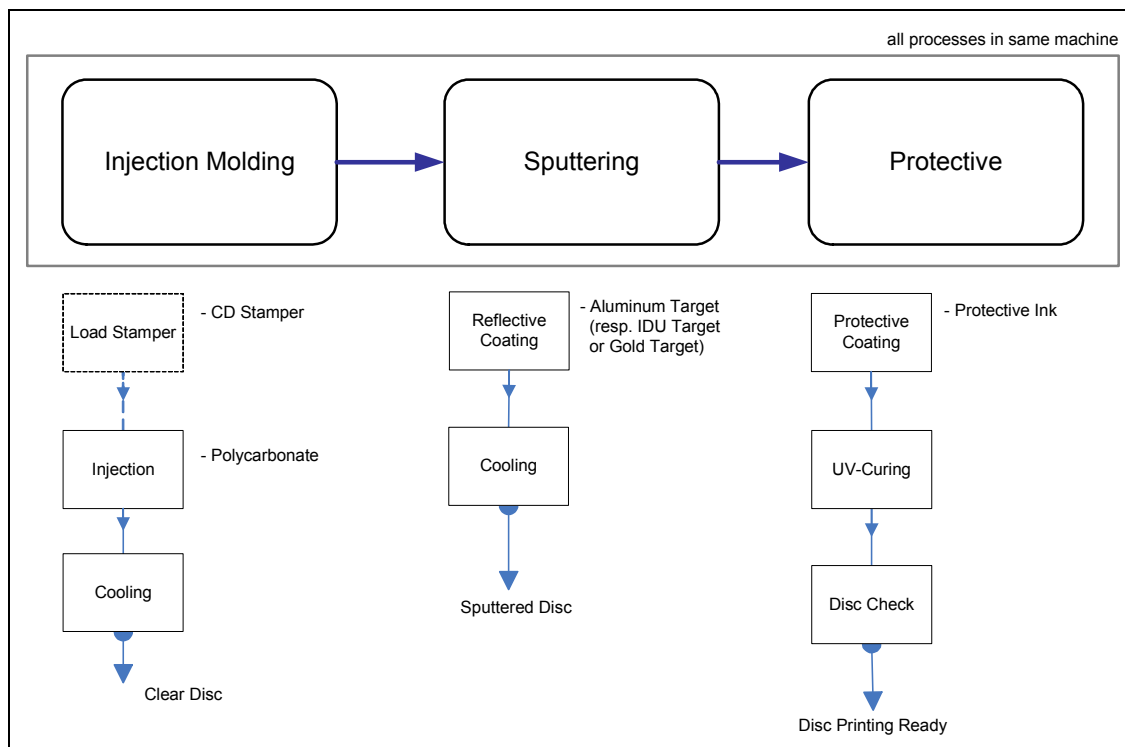 all processes in same machine
Injection Molding
Sputtering
Protective
Load Stamper
- CD Stamper
Injection
- Polycarbonate
Cooling
Clear Disc
Reflective
Coating
- Aluminum Target
(resp. IDU Target
or Gold Target)
Cooling
Sputtered Disc
Protective
Coating
- Protective Ink
UV-Curing
Disc Check
Disc Printing Ready